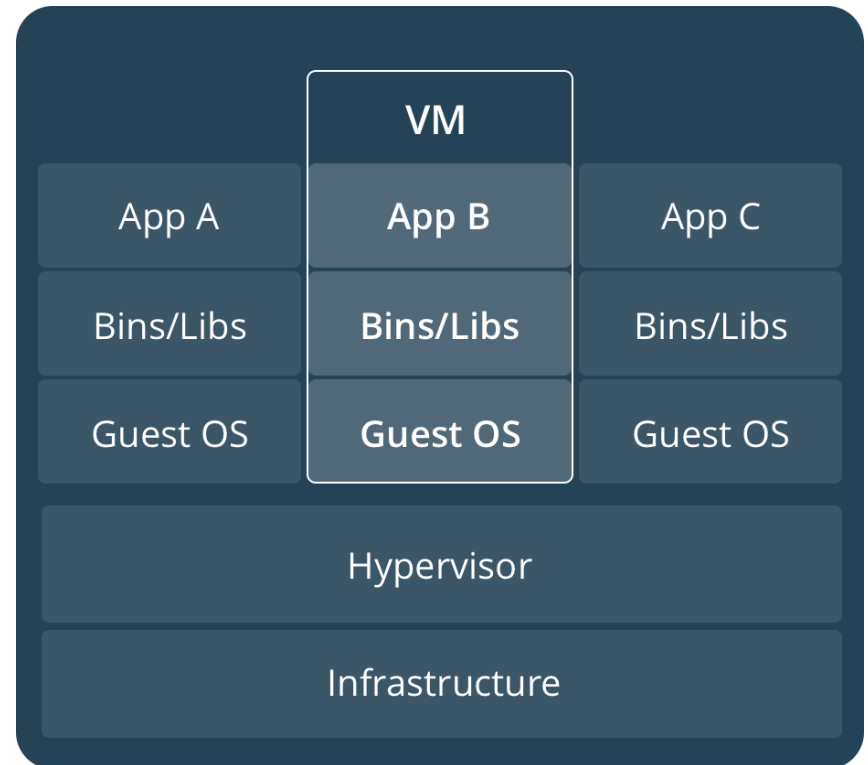 VM
App A
App B
App C
Bins/Libs
Bins/Libs
Bins/Libs
Guest OS
Guest OS
Guest OS
Hypervisor
Infrastructure